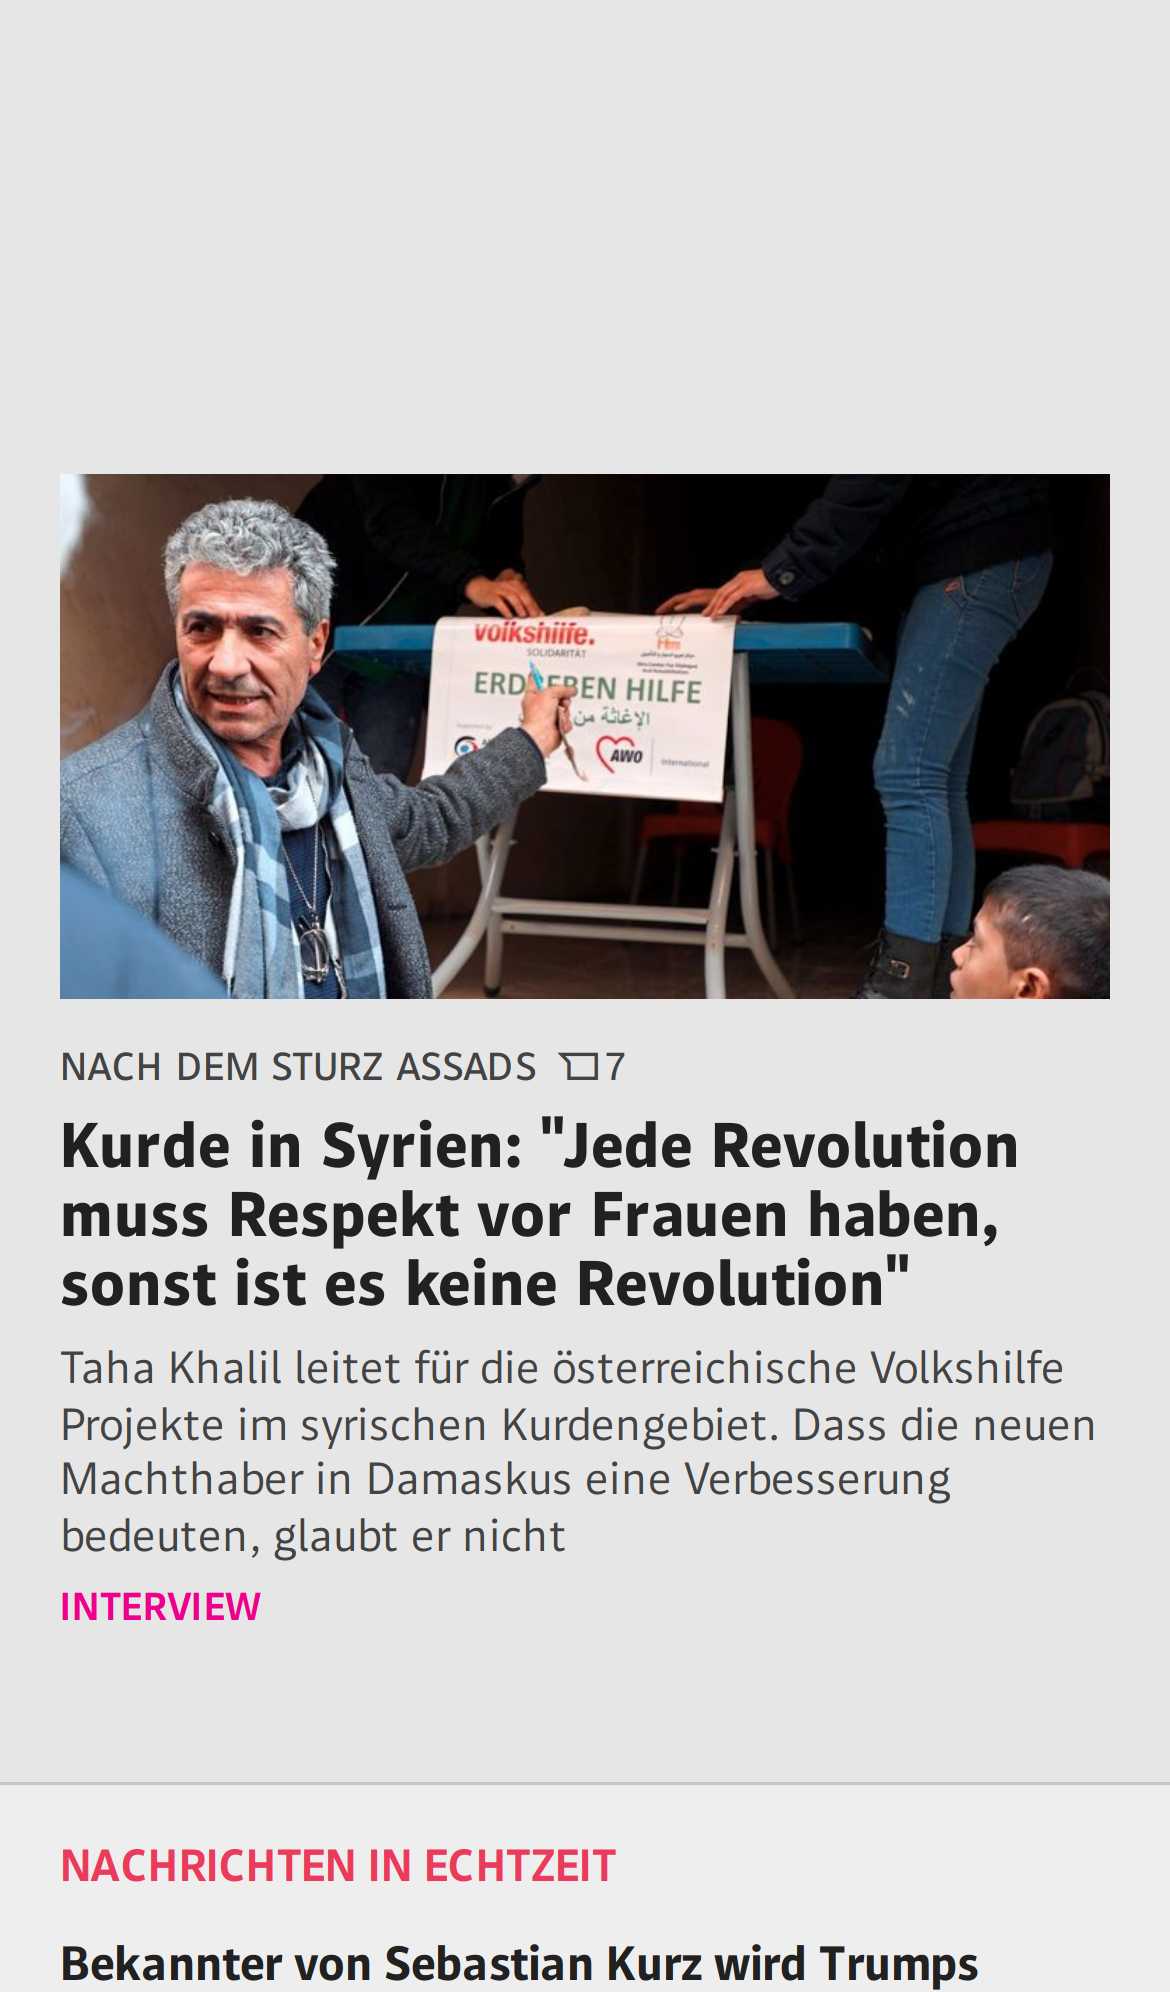 volkshilfe.
SOLIDARITÄT
HILFE
الإغاثة من
AWO
International
NACH DEM STURZ ASSADS 7
Kurde in Syrien: "Jede Revolution
muss Respekt vor Frauen haben,
sonst ist es keine Revolution"
Taha Khalil leitet für die österreichische Volkshilfe
Projekte im syrischen Kurdengebiet. Dass die neuen
Machthaber in Damaskus eine Verbesserung
bedeuten, glaubt er nicht
INTERVIEW
NACHRICHTEN IN ECHTZEIT
Bekannter von Sebastian Kurz wird Trumps